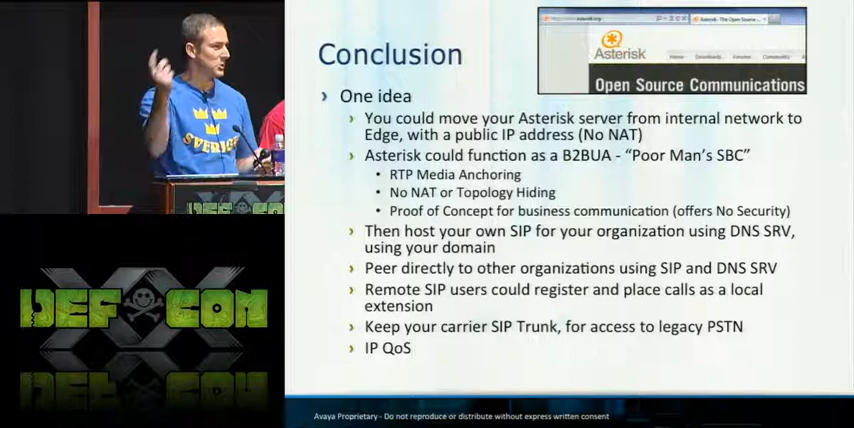 Conclusion
Asterisk
Open Source Communications
› One idea
› You could move your Asterisk server from internal network to
Edge, with a public IP address (No NAT)
› Asterisk could function as a B2BUA - “Poor Man's SBC”
• RTP Media Anchoring
• No NAT or Topology Hiding
• Proof of Concept for business communication (offers No Security)
› Then host your own SIP for your organization using DNS SRV,
using your domain
› Peer directly to other organizations using SIP and DNS SRV
› Remote SIP users could register and place calls as a local
extension
› Keep your carrier SIP Trunk, for access to legacy PSTN
› IP QoS
Avaya Proprietary - Do not reproduce or distribute without express written consent
SVERIGE
DEF CON
DEF CON
XX